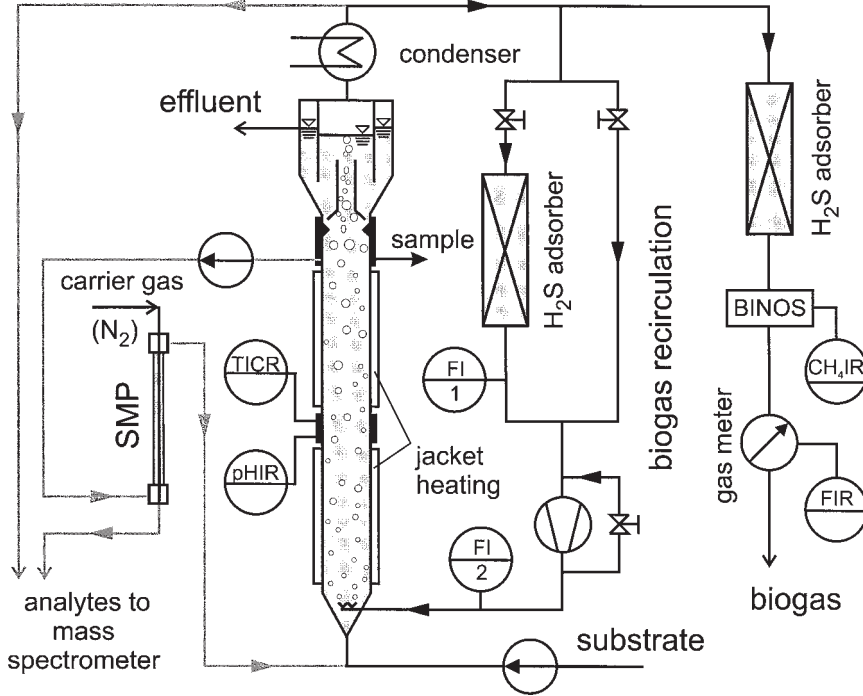 condenser
effluent
H2S adsorber
H2S adsorber
sample
biogas recirculation
carrier gas
(N2)
BINOS
TICR
FI
1
CH4IR
SMP
gas meter
pHIR
jacket
heating
FIR
FI
2
analytes to
mass
spectrometer
biogas
substrate